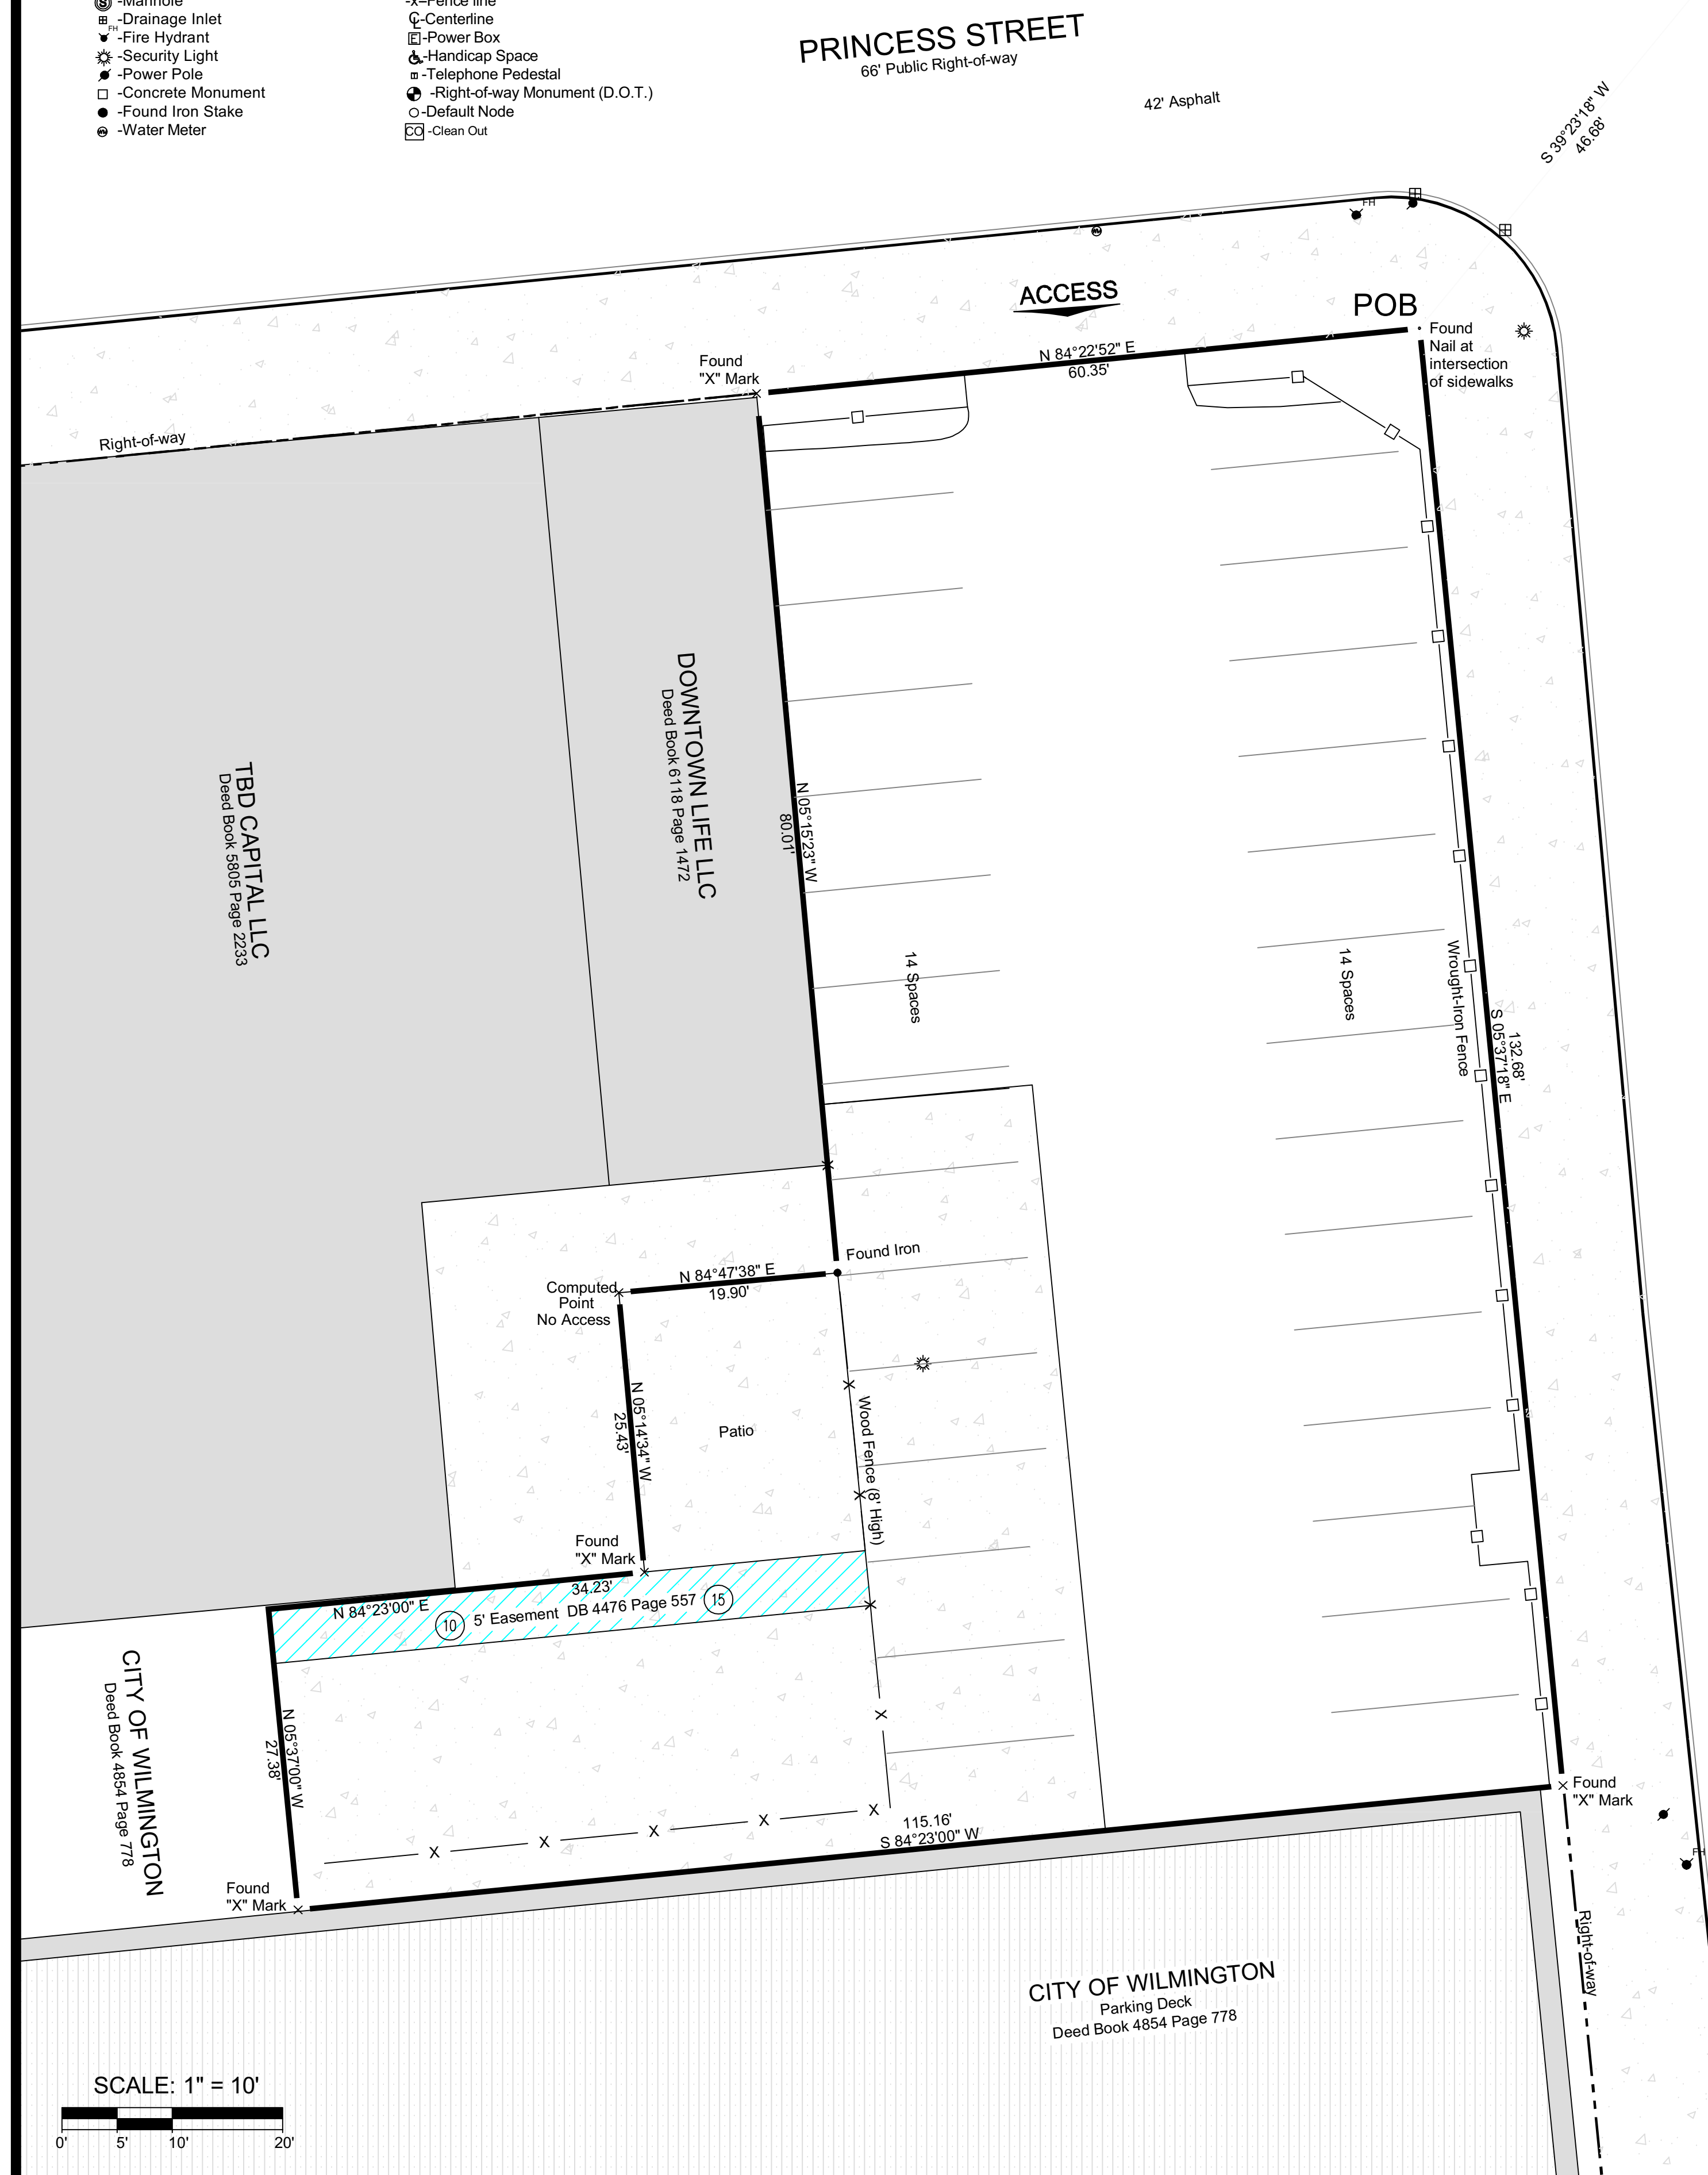 S -Manhole
-Drainage Inlet
FH -Fire Hydrant
-Security Light
-Power Pole
-Concrete Monument
-Found Iron Stake
-Water Meter
-x-Fence line
-Centerline
E -Power Box
-Handicap Space
-Telephone Pedestal
-Right-of-way Monument (D.O.T.)
-Default Node
CO -Clean Out
PRINCESS STREET
66' Public Right-of-way
42' Asphalt
S 39°23'18" W
46.68'
FH
ACCESS
POB
Found
Nail at
intersection
of sidewalks
Found
"X" Mark
N 84°22'52" E
60.35'
Right-of-way
TBD CAPITAL LLC
Deed Book 5805 Page 2233
DOWNTOWN LIFE LLC
Deed Book 6118 Page 1472
N 05°15'23" W
80.01'
14 Spaces
14 Spaces
Wrought-Iron Fence
132.68'
S 05°37'18" E
Found Iron
Computed
Point
No Access
N 84°47'38" E
19.90'
N 05°14'34" W
25.43'
Patio
Wood Fence (8' High)
Found
"X" Mark
34.23'
N 84°23'00" E
10 5' Easement DB 4476 Page 557 15
CITY OF WILMINGTON
Deed Book 4854 Page 778
N 05°37'00" W
27.38'
115.16'
S 84°23'00" W
Found
"X" Mark
Found
"X" Mark
FH
Right-of-way
CITY OF WILMINGTON
Parking Deck
Deed Book 4854 Page 778
SCALE: 1" = 10'
0' 5' 10' 20'